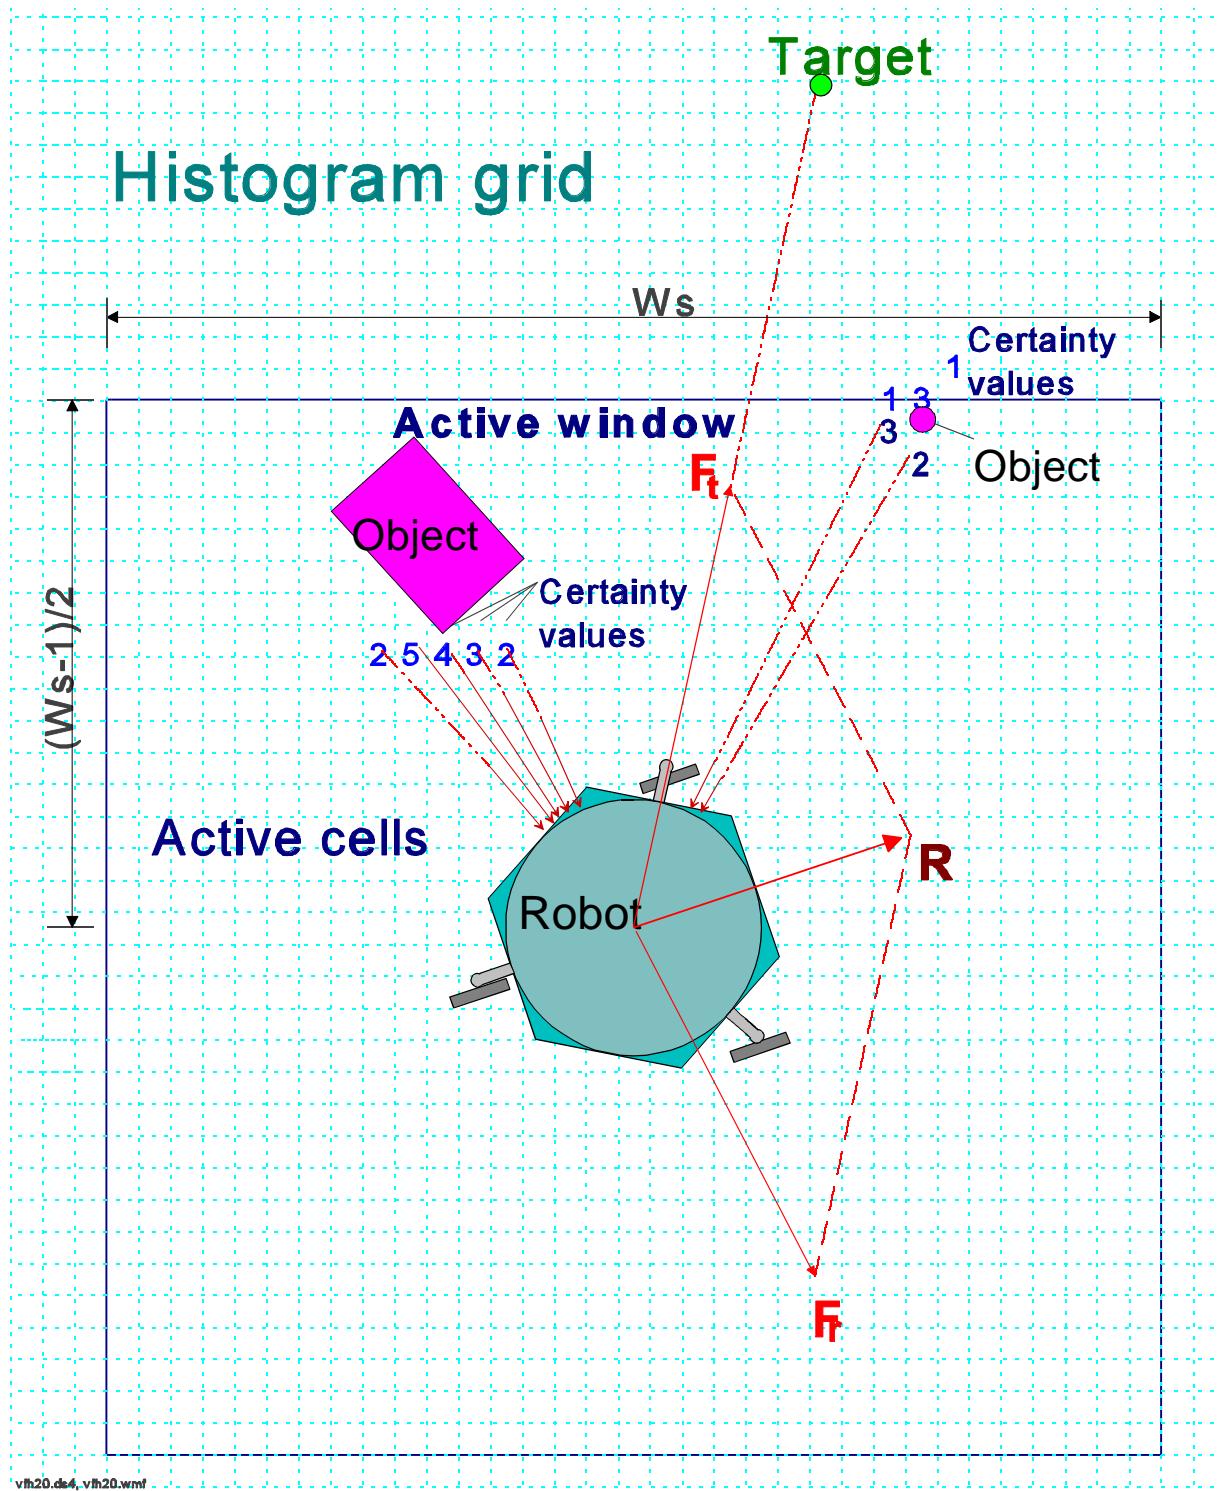 Target
Histogram grid
Ws
Certainty
values
1
1 3
3
2
Active window
Ft
Object
Object
Certainty
values
2 5 4 3 2
(Ws-1)/2
Active cells
R
Robot
Fr
vfh20.ds4, vfh20.wmf